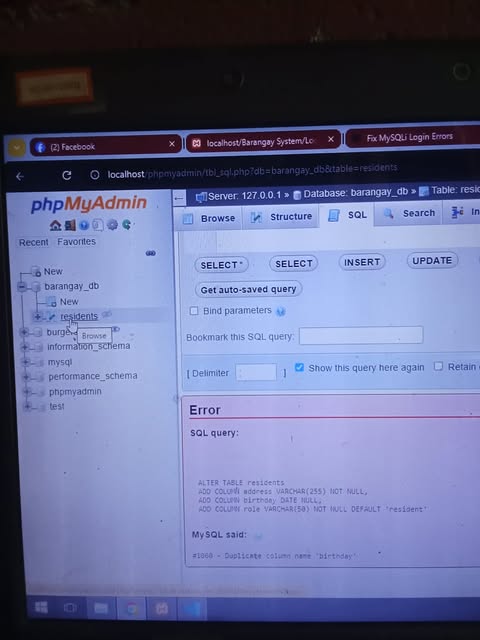 (2) Facebook
localhost/Barangay System/Lo
Fix MySQLi Login Errors
localhost/phpmyadmin/tbl_sql.php?db=barangay_db&table=residents
phpMyAdmin
Recent Favorites
New
barangay_db
New
residents
Browse
information_schema
mysql
performance_schema
phpmyadmin
test
Server: 127.0.0.1 » Database: barangay_db » Table: resid
Browse Structure SQL Search In
SELECT * SELECT INSERT UPDATE
Get auto-saved query
Bind parameters
Bookmark this SQL query:
[ Delimiter ; ] Show this query here again Retain
Error
SQL query:
ALTER TABLE residents
ADD COLUMN address VARCHAR(255) NOT NULL,
ADD COLUMN birthday DATE NULL,
ADD COLUMN role VARCHAR(50) NOT NULL DEFAULT 'resident'
MySQL said:
#1060 - Duplicate column name 'birthday'